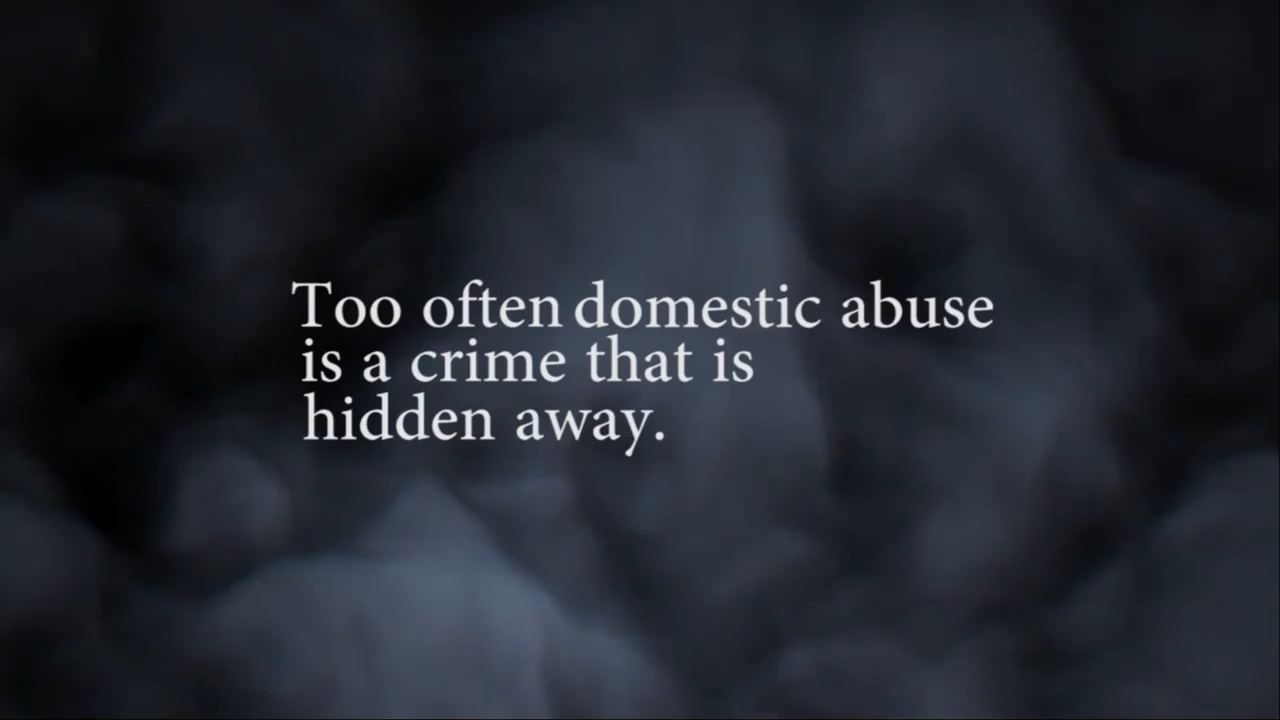 Too often domestic abuse
is a crime that is
hidden away.